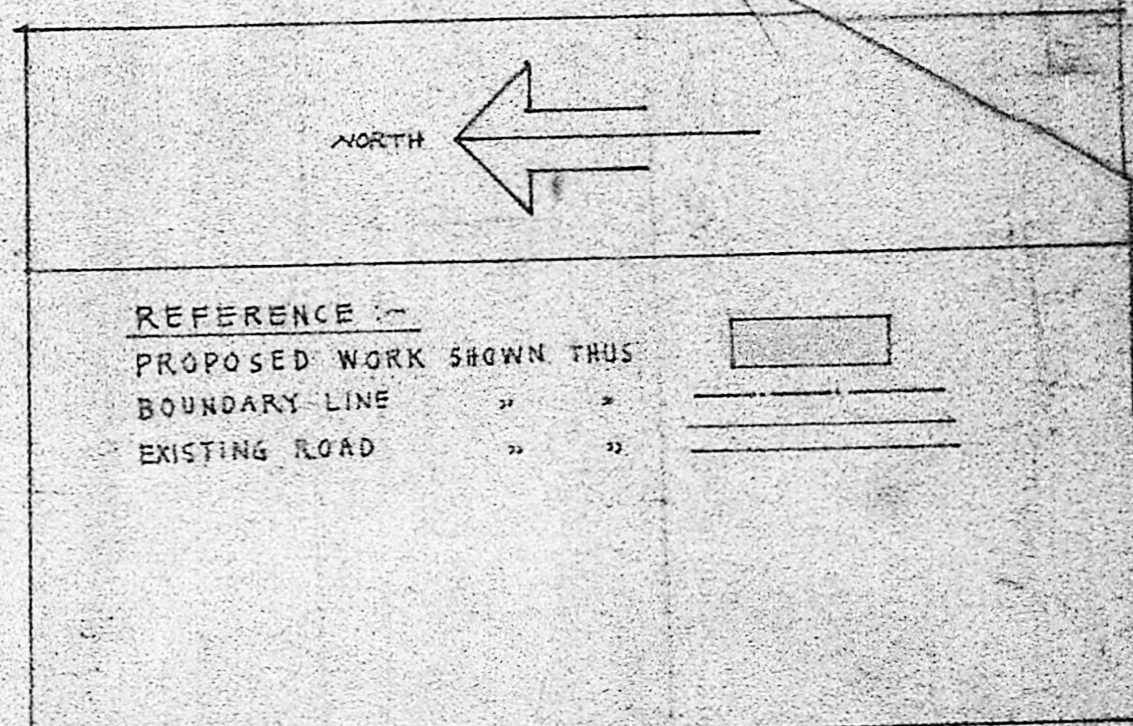 NORTH
REFERENCE :-
PROPOSED WORK SHOWN THUS
BOUNDARY LINE " "
EXISTING ROAD " "